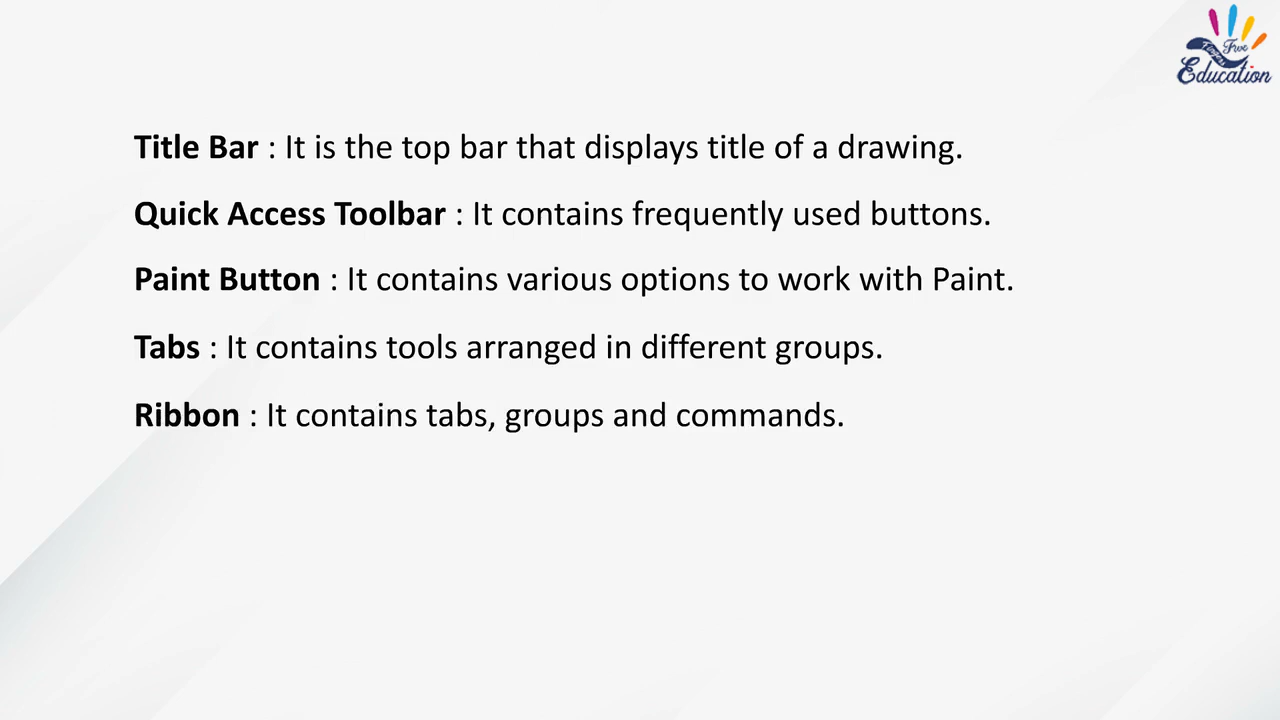 Five
Fingers
Education
Title Bar : It is the top bar that displays title of a drawing.
Quick Access Toolbar : It contains frequently used buttons.
Paint Button : It contains various options to work with Paint.
Tabs : It contains tools arranged in different groups.
Ribbon : It contains tabs, groups and commands.